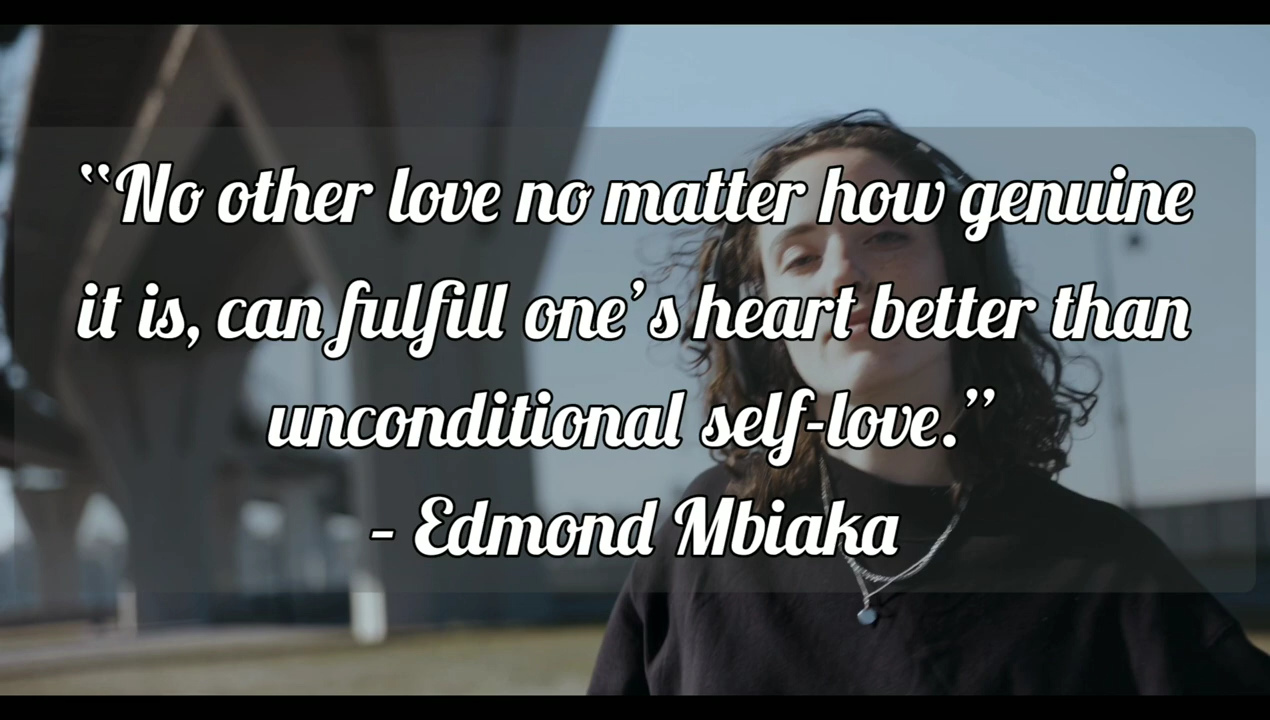 “No other love no matter how genuine
it is, can fulfill one’s heart better than
unconditional self-love.”
- Edmond Mbiaka